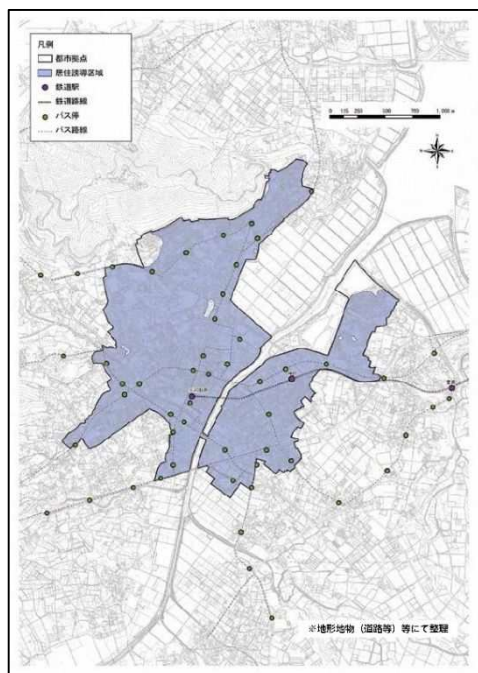 凡例
都市拠点
居住誘導区域
鉄道駅
鉄道路線
バス停
バス路線
※地形地物（道路等）等にて整理